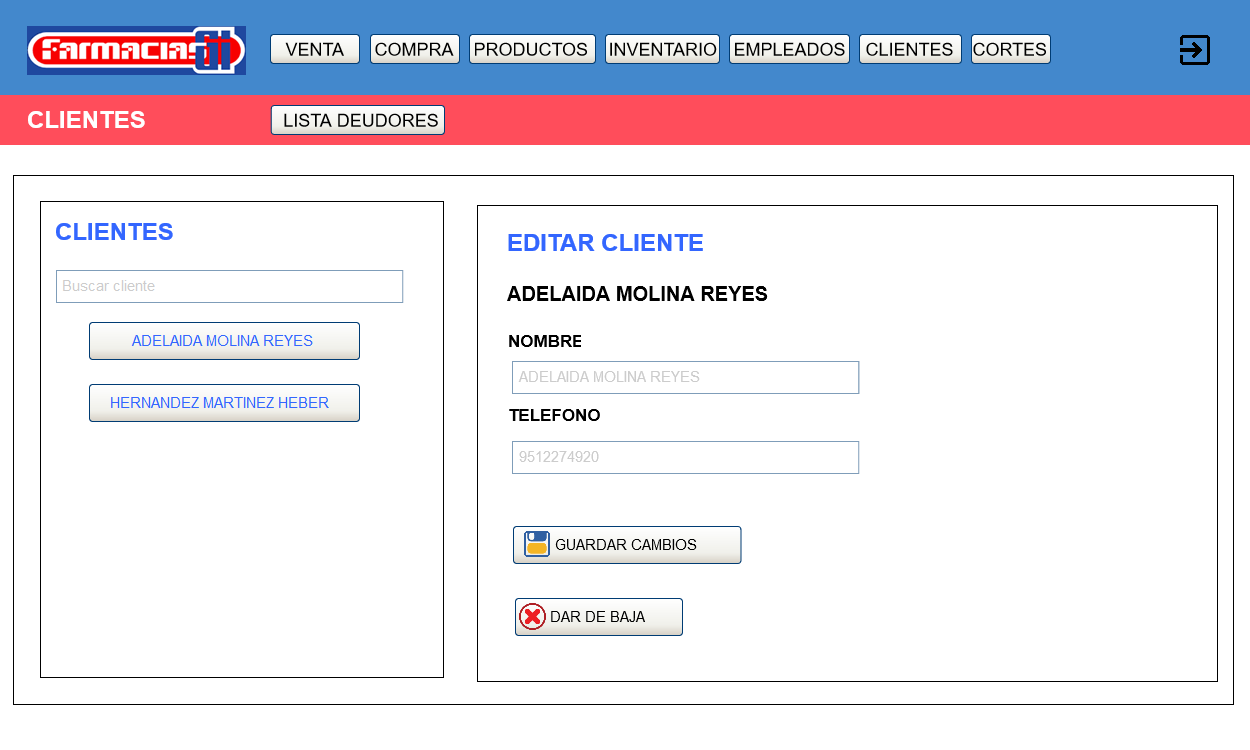 Farmacias GI
VENTA COMPRA PRODUCTOS INVENTARIO EMPLEADOS CLIENTES CORTES
CLIENTES LISTA DEUDORES
CLIENTES
Buscar cliente
ADELAIDA MOLINA REYES
HERNANDEZ MARTINEZ HEBER
EDITAR CLIENTE
ADELAIDA MOLINA REYES
NOMBRE
ADELAIDA MOLINA REYES
TELEFONO
9512274920
GUARDAR CAMBIOS
DAR DE BAJA